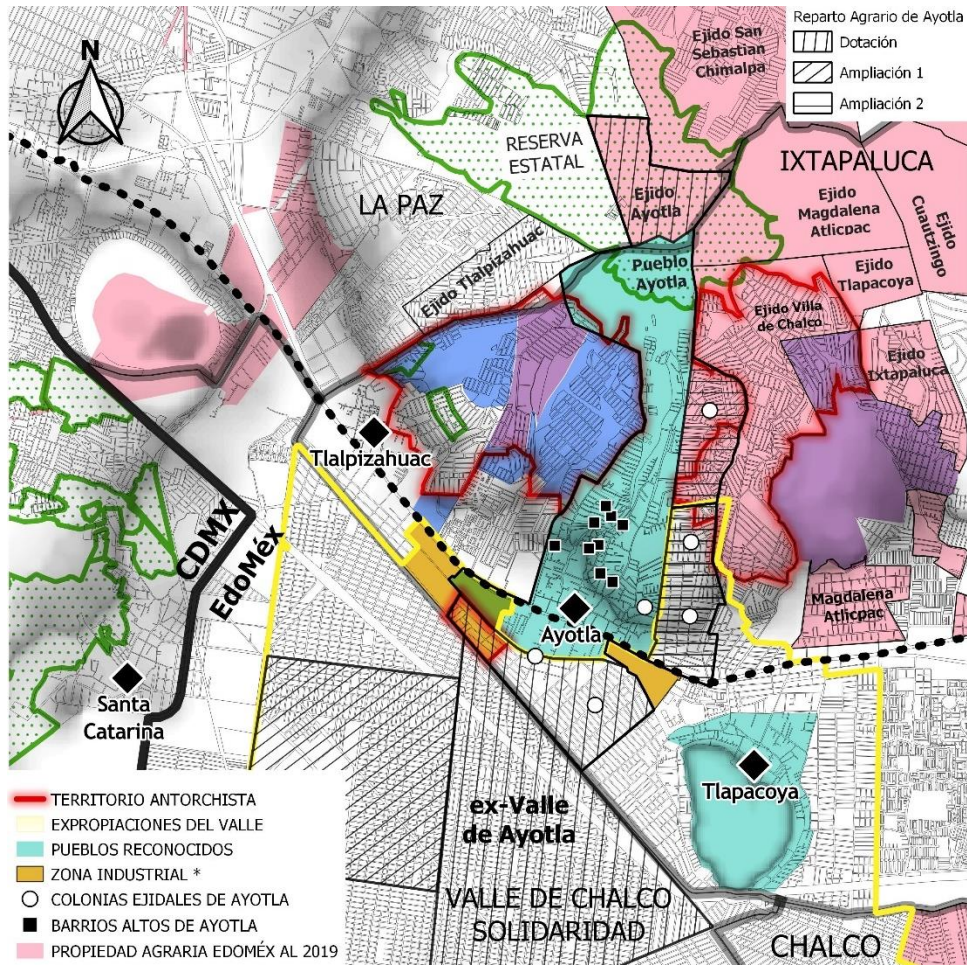 N
Reparto Agrario de Ayotla
Dotación
Ampliación 1
Ampliación 2
Ejido San
Sebastian
Chimalpa
RESERVA
ESTATAL
IXTAPALUCA
LA PAZ
Ejido
Ayotla
Ejido
Magdalena
Atlicpac
Ejido
Cuautzingo
Ejido Tlalpizahuac
Pueblo
Ayotla
Ejido
Tlapacoya
Ejido Villa
de Chalco
Ejido
Ixtapaluca
Tlalpizahuac
CDMX
EdoMéx
Magdalena
Atlicpac
Ayotla
Santa
Catarina
Tlapacoya
ex-Valle
de Ayotla
VALLE DE CHALCO
SOLIDARIDAD
CHALCO
TERRITORIO ANTORCHISTA
EXPROPIACIONES DEL VALLE
PUEBLOS RECONOCIDOS
ZONA INDUSTRIAL *
COLONIAS EJIDALES DE AYOTLA
BARRIOS ALTOS DE AYOTLA
PROPIEDAD AGRARIA EDOMÉX AL 2019